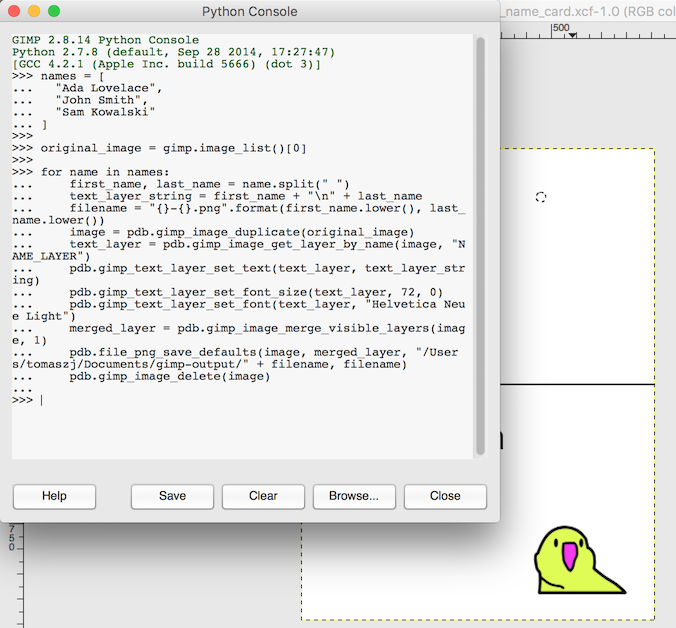 Python Console
_name_card.xcf-1.0 (RGB col
500
GIMP 2.8.14 Python Console
Python 2.7.8 (default, Sep 28 2014, 17:27:47)
[GCC 4.2.1 (Apple Inc. build 5666) (dot 3)]
>>> names = [
...   "Ada Lovelace",
...   "John Smith",
...   "Sam Kowalski"
... ]
>>>
>>> original_image = gimp.image_list()[0]
>>>
>>> for name in names:
...     first_name, last_name = name.split(" ")
...     text_layer_string = first_name + "\n" + last_name
...     filename = "{}-{}.png".format(first_name.lower(), last_
name.lower())
...     image = pdb.gimp_image_duplicate(original_image)
...     text_layer = pdb.gimp_image_get_layer_by_name(image, "N
AME_LAYER")
...     pdb.gimp_text_layer_set_text(text_layer, text_layer_str
ing)
...     pdb.gimp_text_layer_set_font_size(text_layer, 72, 0)
...     pdb.gimp_text_layer_set_font(text_layer, "Helvetica Neu
e Light")
...     merged_layer = pdb.gimp_image_merge_visible_layers(imag
e, 1)
...     pdb.file_png_save_defaults(image, merged_layer, "/User
s/tomaszj/Documents/gimp-output/" + filename, filename)
...     pdb.gimp_image_delete(image)
...
>>>
Help
Save
Clear
Browse...
Close
750